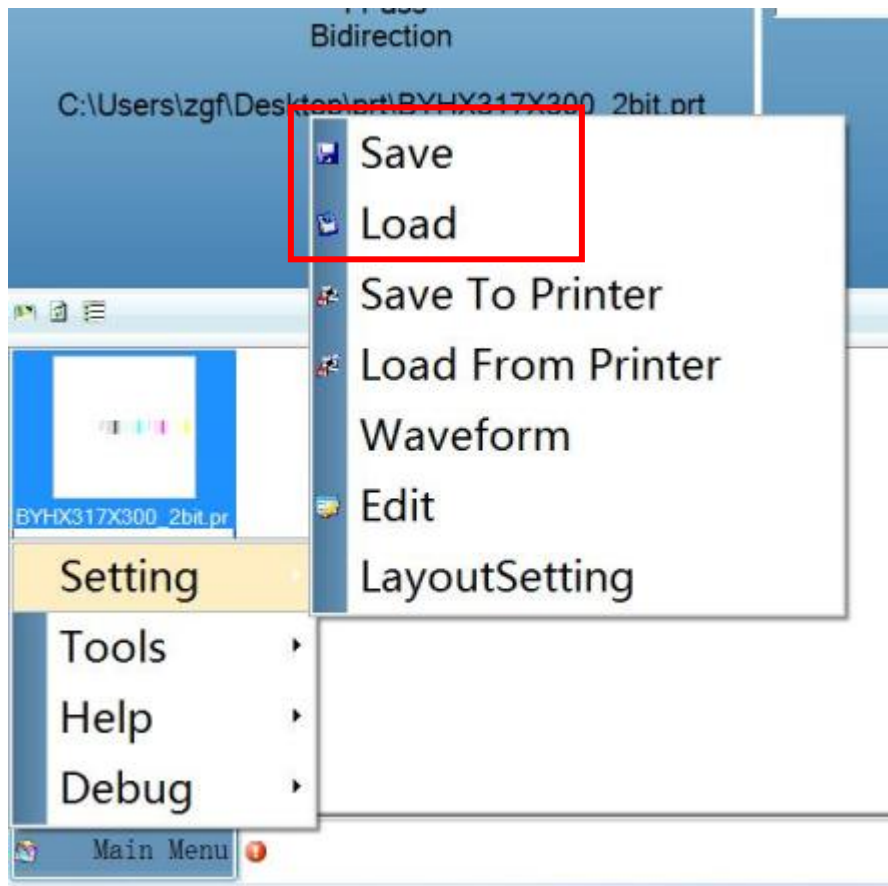 Bidirection
C:\Users\zgf\Desktop\prt\BYHX317X300_2bit.prt
Save
Load
Save To Printer
Load From Printer
Waveform
Edit
LayoutSetting
BYHX317X300_2bit.pr
Setting
Tools
Help
Debug
Main Menu